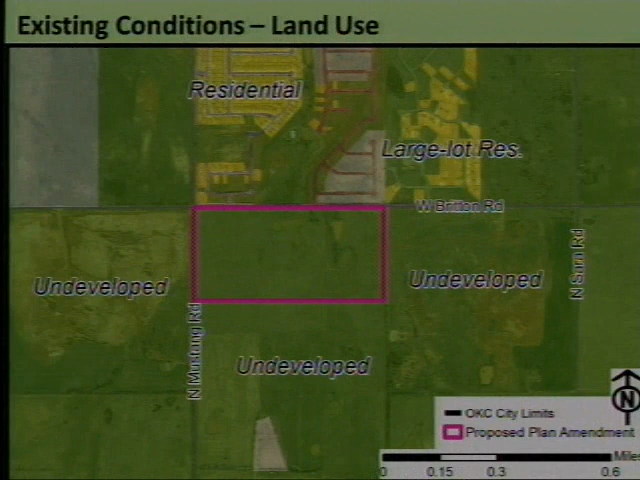 Existing Conditions – Land Use
Residential
Large-lot Res.
W Britton Rd
Undeveloped
Undeveloped
N Sara Rd
N Mustang Rd
Undeveloped
N
OKC City Limits
Proposed Plan Amendment
Miles
0 0.15 0.3 0.6